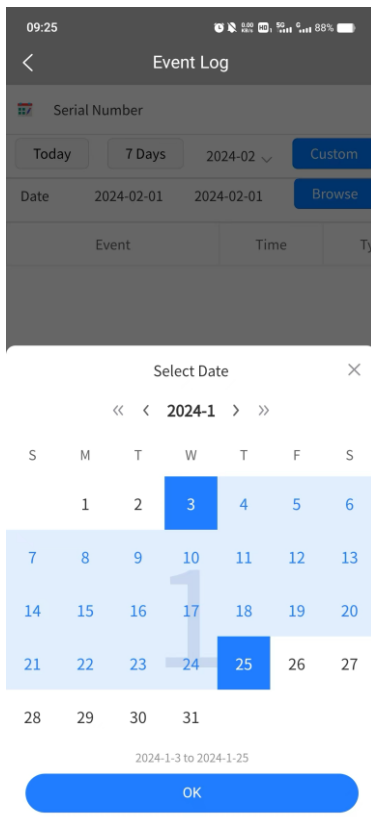 09:25 5G 88%
Event Log
Serial Number
Today 7 Days 2024-02 Custom
Date 2024-02-01 2024-02-01 Browse
Event Time Ty
Select Date
« < 2024-1 > »
S M T W T F S
1 2 3 4 5 6
7 8 9 10 11 12 13
1
14 15 16 17 18 19 20
21 22 23 24 25 26 27
28 29 30 31
2024-1-3 to 2024-1-25
OK